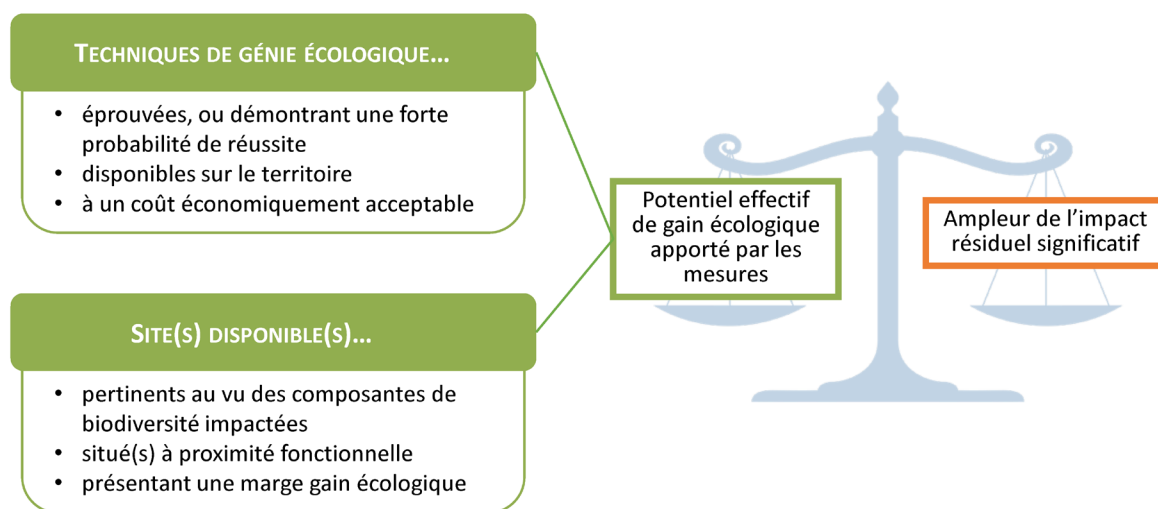 TECHNIQUES DE GÉNIE ÉCOLOGIQUE...
• éprouvées, ou démontrant une forte
probabilité de réussite
• disponibles sur le territoire
• à un coût économiquement acceptable
SITE(S) DISPONIBLE(S)...
• pertinents au vu des composantes de
biodiversité impactées
• situé(s) à proximité fonctionnelle
• présentant une marge gain écologique
Potentiel effectif
de gain écologique
apporté par les
mesures
Ampleur de l’impact
résiduel significatif